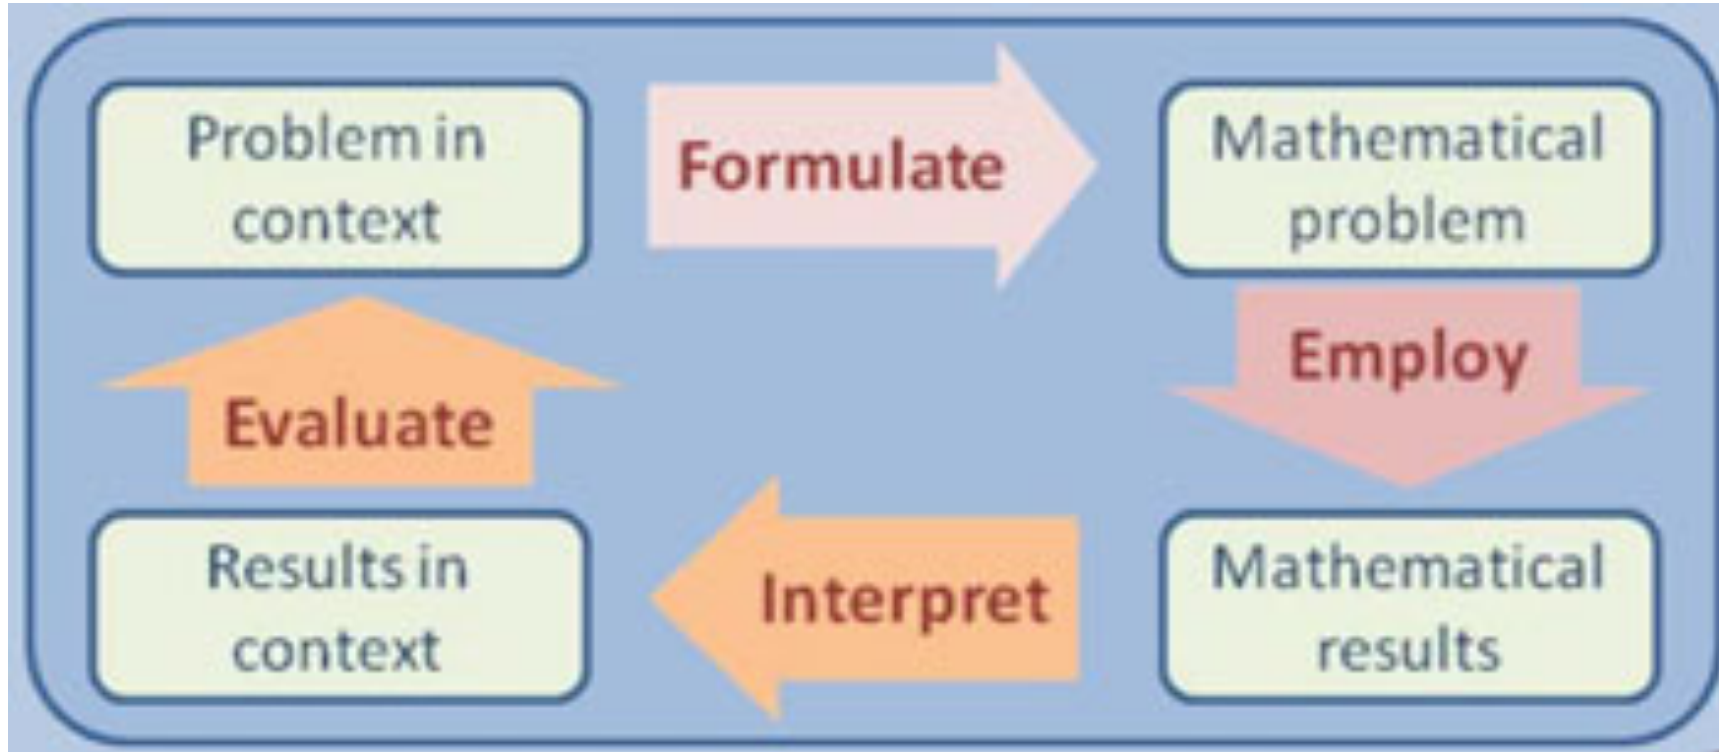 Problem in
context
Formulate
Mathematical
problem
Employ
Evaluate
Results in
context
Interpret
Mathematical
results